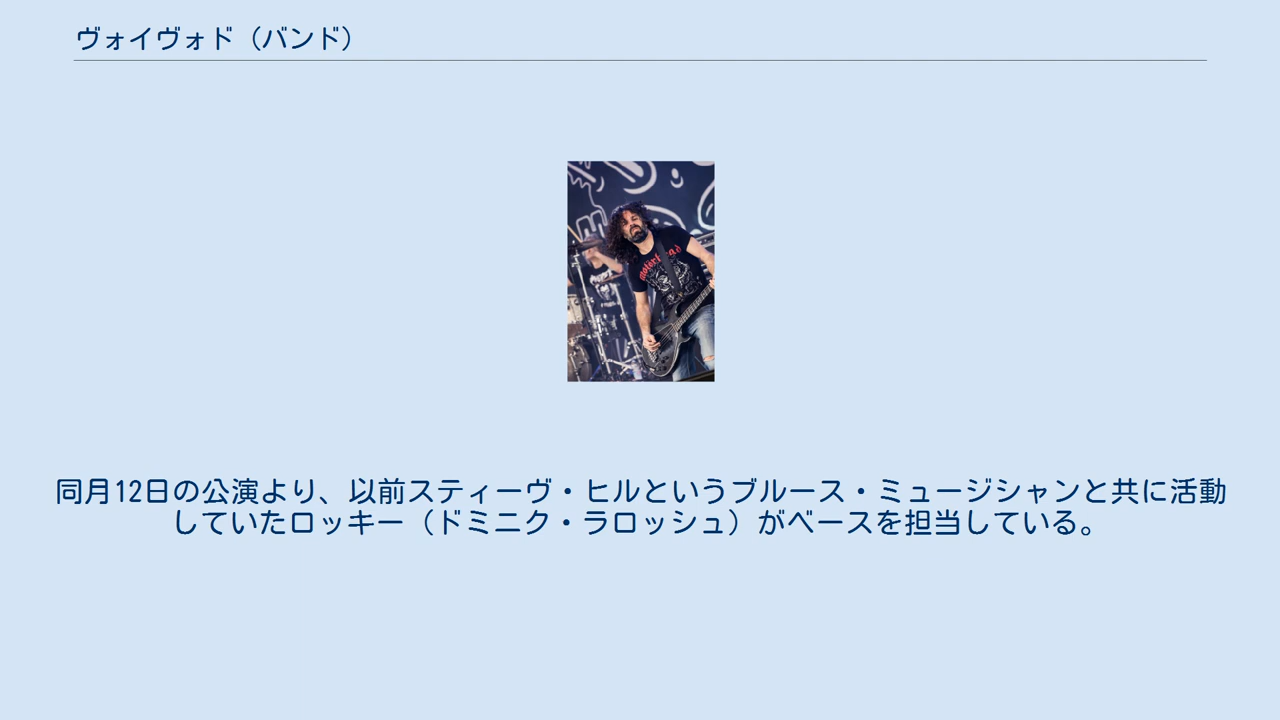 ヴォイヴォド（バンド）
motörhead
同月12日の公演より、以前スティーヴ・ヒルというブルース・ミュージシャンと共に活動
していたロッキー（ドミニク・ラロッシュ）がベースを担当している。